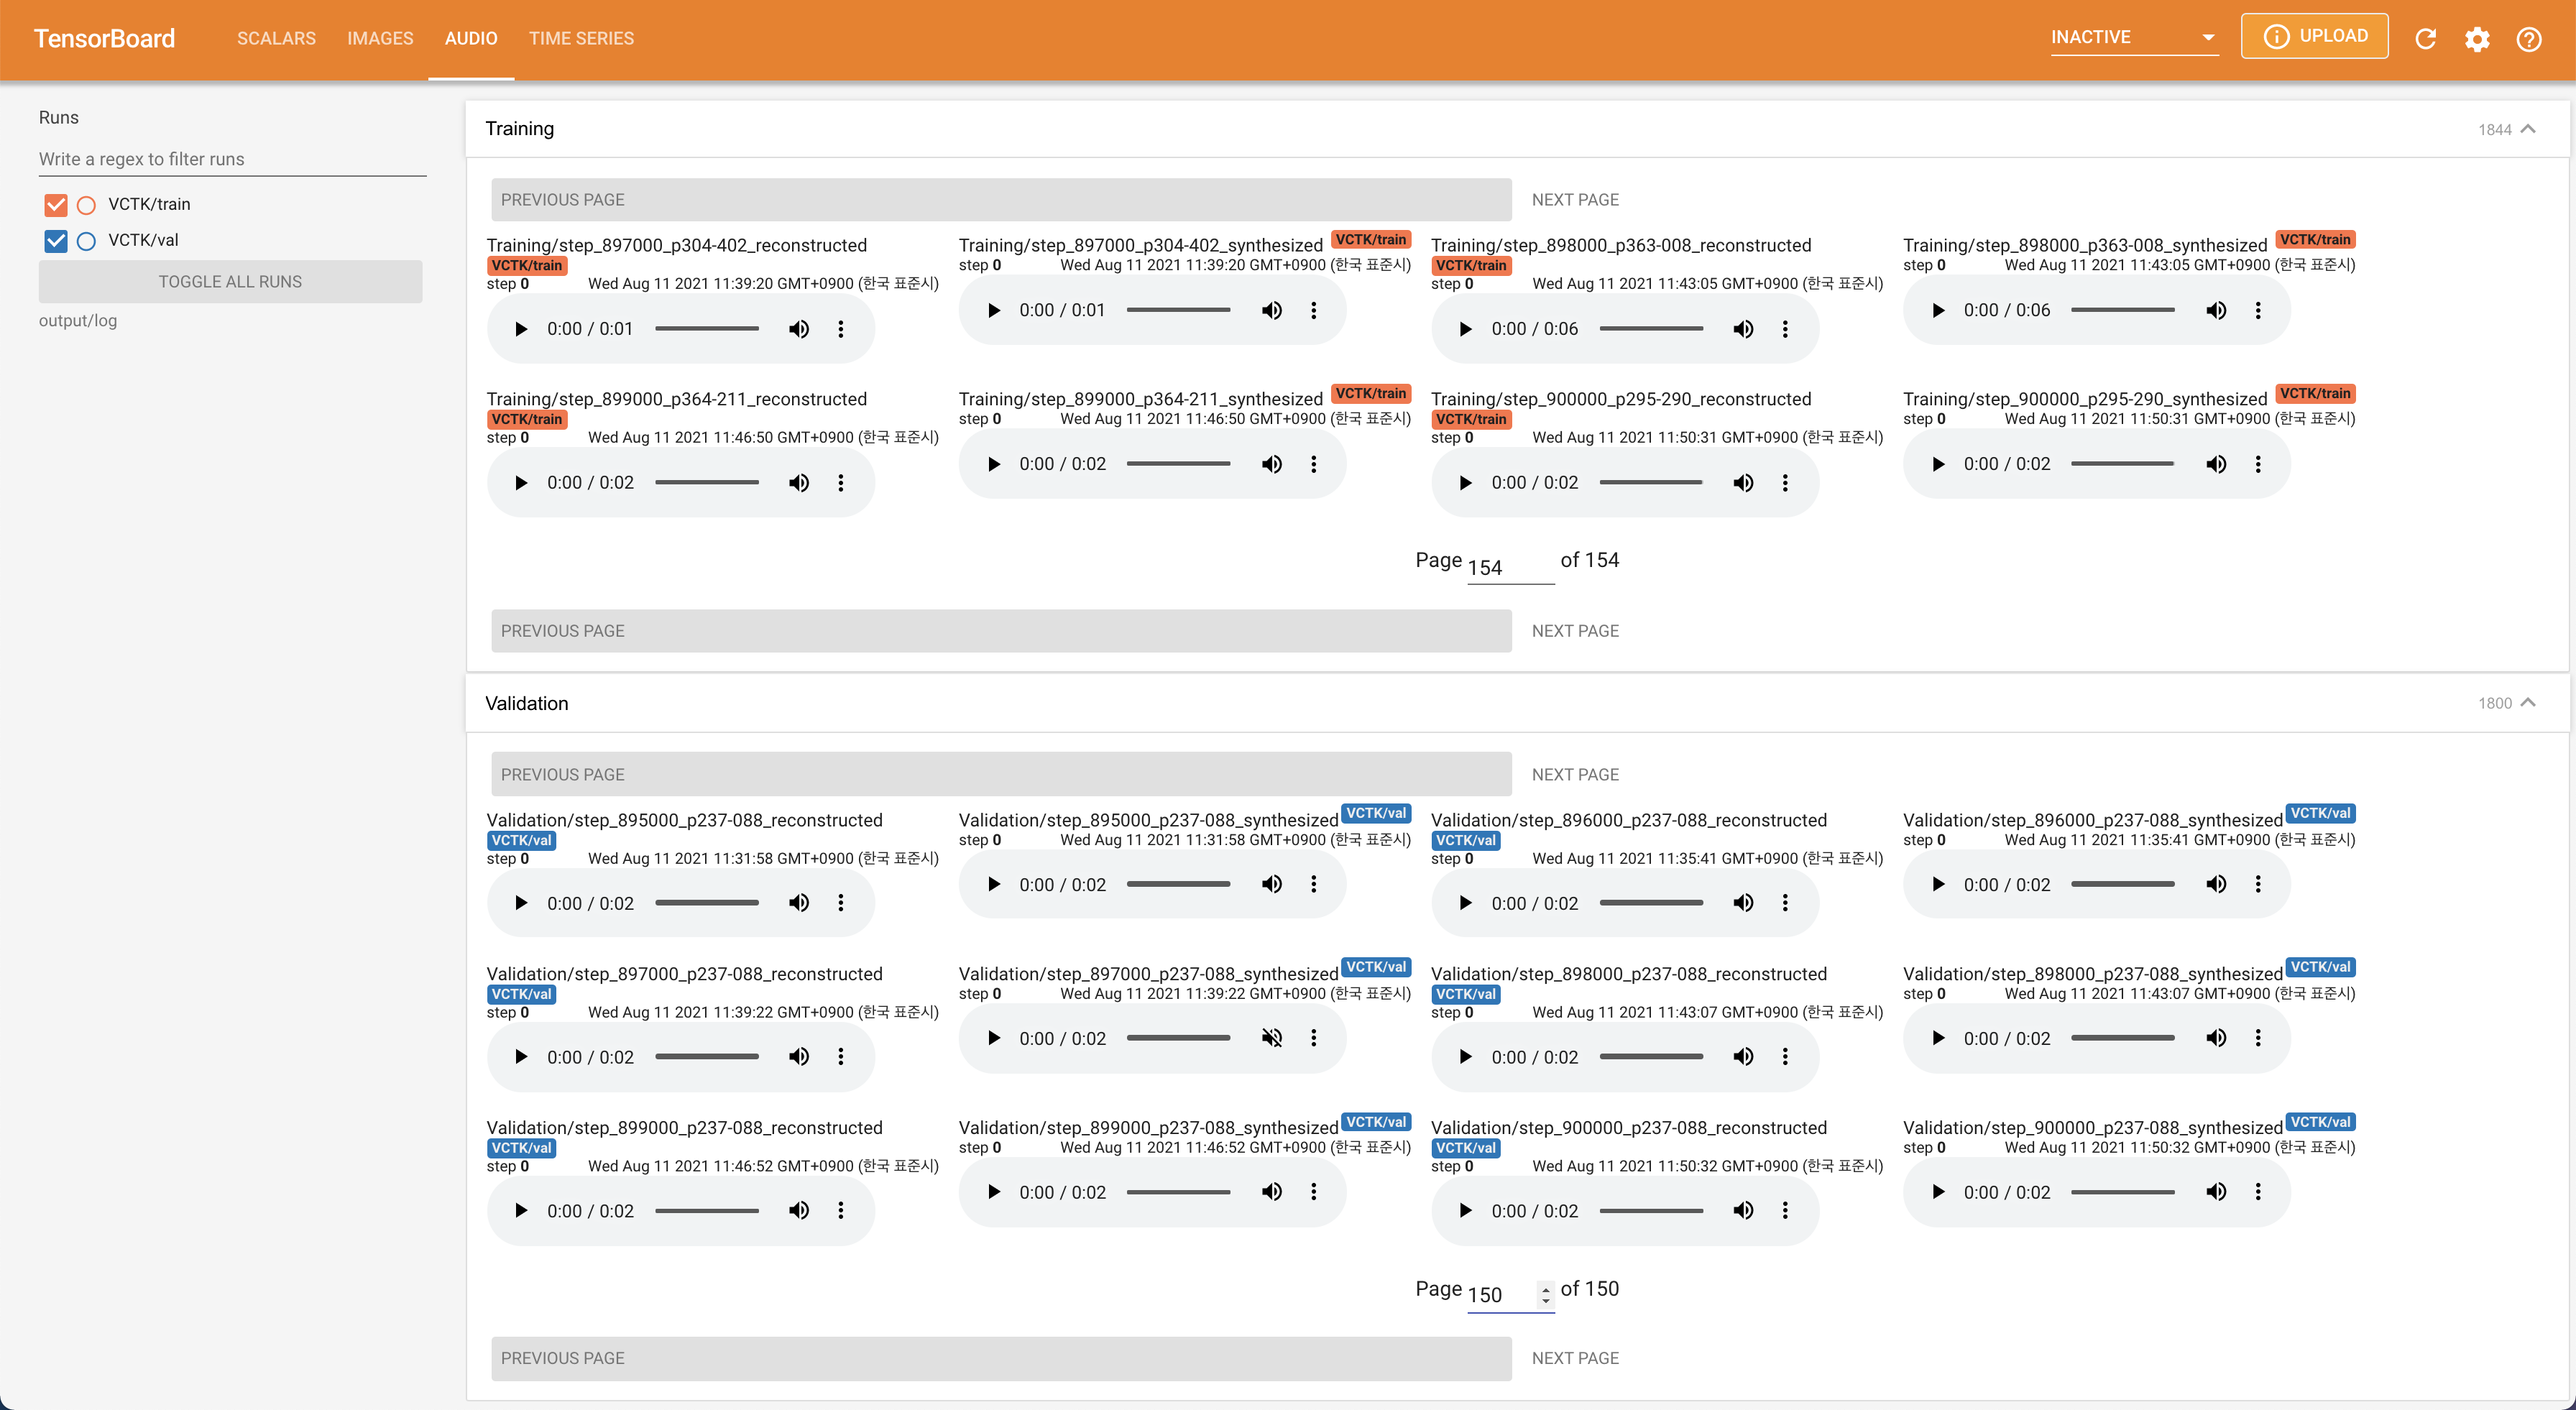 TensorBoard
SCALARS
IMAGES
AUDIO
TIME SERIES
INACTIVE
UPLOAD
Runs
Write a regex to filter runs
VCTK/train
VCTK/val
TOGGLE ALL RUNS
output/log
Training
1844
PREVIOUS PAGE
NEXT PAGE
Training/step_897000_p304-402_reconstructed
VCTK/train
step 0 Wed Aug 11 2021 11:39:20 GMT+0900 (한국 표준시)
0:00 / 0:01
Training/step_897000_p304-402_synthesized VCTK/train
step 0 Wed Aug 11 2021 11:39:20 GMT+0900 (한국 표준시)
0:00 / 0:01
Training/step_898000_p363-008_reconstructed
VCTK/train
step 0 Wed Aug 11 2021 11:43:05 GMT+0900 (한국 표준시)
0:00 / 0:06
Training/step_898000_p363-008_synthesized VCTK/train
step 0 Wed Aug 11 2021 11:43:05 GMT+0900 (한국 표준시)
0:00 / 0:06
Training/step_899000_p364-211_reconstructed
VCTK/train
step 0 Wed Aug 11 2021 11:46:50 GMT+0900 (한국 표준시)
0:00 / 0:02
Training/step_899000_p364-211_synthesized VCTK/train
step 0 Wed Aug 11 2021 11:46:50 GMT+0900 (한국 표준시)
0:00 / 0:02
Training/step_900000_p295-290_reconstructed
VCTK/train
step 0 Wed Aug 11 2021 11:50:31 GMT+0900 (한국 표준시)
0:00 / 0:02
Training/step_900000_p295-290_synthesized VCTK/train
step 0 Wed Aug 11 2021 11:50:31 GMT+0900 (한국 표준시)
0:00 / 0:02
Page 154 of 154
PREVIOUS PAGE
NEXT PAGE
Validation
1800
PREVIOUS PAGE
NEXT PAGE
Validation/step_895000_p237-088_reconstructed
VCTK/val
step 0 Wed Aug 11 2021 11:31:58 GMT+0900 (한국 표준시)
0:00 / 0:02
Validation/step_895000_p237-088_synthesized VCTK/val
step 0 Wed Aug 11 2021 11:31:58 GMT+0900 (한국 표준시)
0:00 / 0:02
Validation/step_896000_p237-088_reconstructed
VCTK/val
step 0 Wed Aug 11 2021 11:35:41 GMT+0900 (한국 표준시)
0:00 / 0:02
Validation/step_896000_p237-088_synthesized VCTK/val
step 0 Wed Aug 11 2021 11:35:41 GMT+0900 (한국 표준시)
0:00 / 0:02
Validation/step_897000_p237-088_reconstructed
VCTK/val
step 0 Wed Aug 11 2021 11:39:22 GMT+0900 (한국 표준시)
0:00 / 0:02
Validation/step_897000_p237-088_synthesized VCTK/val
step 0 Wed Aug 11 2021 11:39:22 GMT+0900 (한국 표준시)
0:00 / 0:02
Validation/step_898000_p237-088_reconstructed
VCTK/val
step 0 Wed Aug 11 2021 11:43:07 GMT+0900 (한국 표준시)
0:00 / 0:02
Validation/step_898000_p237-088_synthesized VCTK/val
step 0 Wed Aug 11 2021 11:43:07 GMT+0900 (한국 표준시)
0:00 / 0:02
Validation/step_899000_p237-088_reconstructed
VCTK/val
step 0 Wed Aug 11 2021 11:46:52 GMT+0900 (한국 표준시)
0:00 / 0:02
Validation/step_899000_p237-088_synthesized VCTK/val
step 0 Wed Aug 11 2021 11:46:52 GMT+0900 (한국 표준시)
0:00 / 0:02
Validation/step_900000_p237-088_reconstructed
VCTK/val
step 0 Wed Aug 11 2021 11:50:32 GMT+0900 (한국 표준시)
0:00 / 0:02
Validation/step_900000_p237-088_synthesized VCTK/val
step 0 Wed Aug 11 2021 11:50:32 GMT+0900 (한국 표준시)
0:00 / 0:02
Page 150 of 150
PREVIOUS PAGE
NEXT PAGE